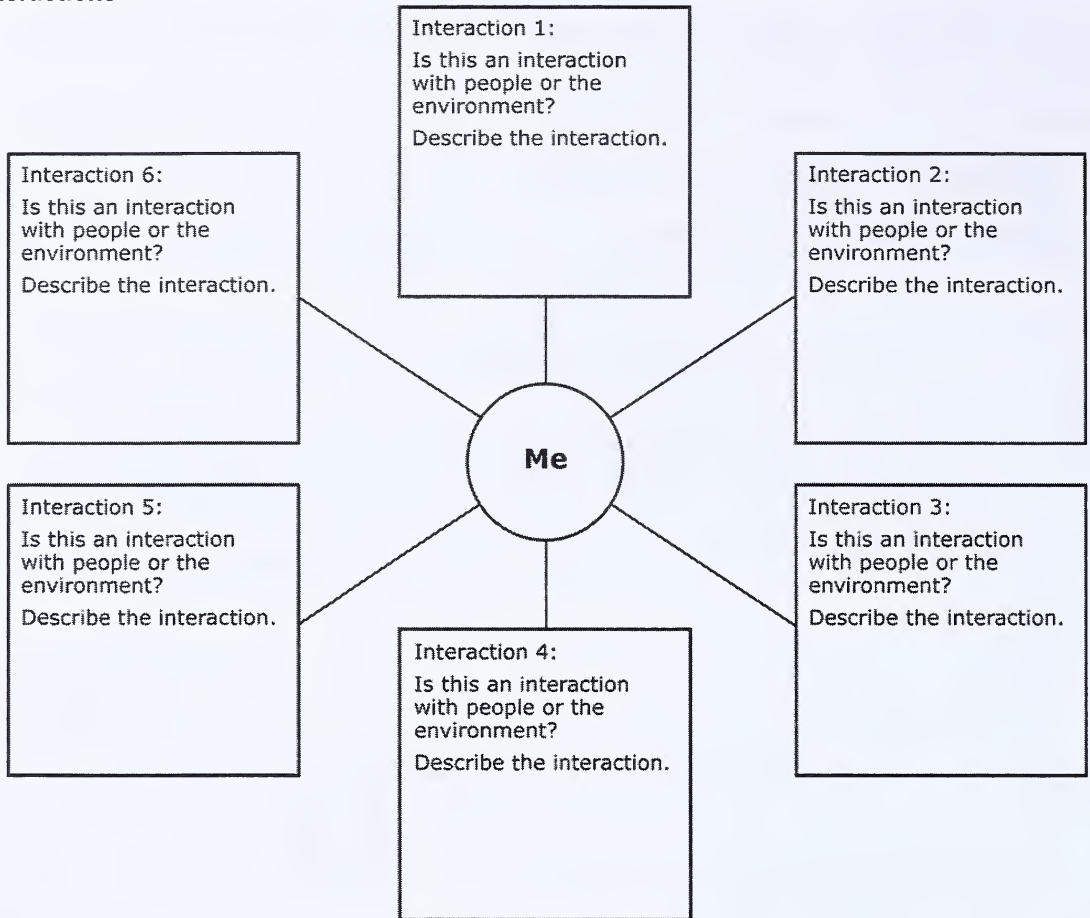 Interaction 1:
Is this an interaction
with people or the
environment?
Describe the interaction.
Interaction 6:
Is this an interaction
with people or the
environment?
Describe the interaction.
Interaction 2:
Is this an interaction
with people or the
environment?
Describe the interaction.
Me
Interaction 5:
Is this an interaction
with people or the
environment?
Describe the interaction.
Interaction 3:
Is this an interaction
with people or the
environment?
Describe the interaction.
Interaction 4:
Is this an interaction
with people or the
environment?
Describe the interaction.